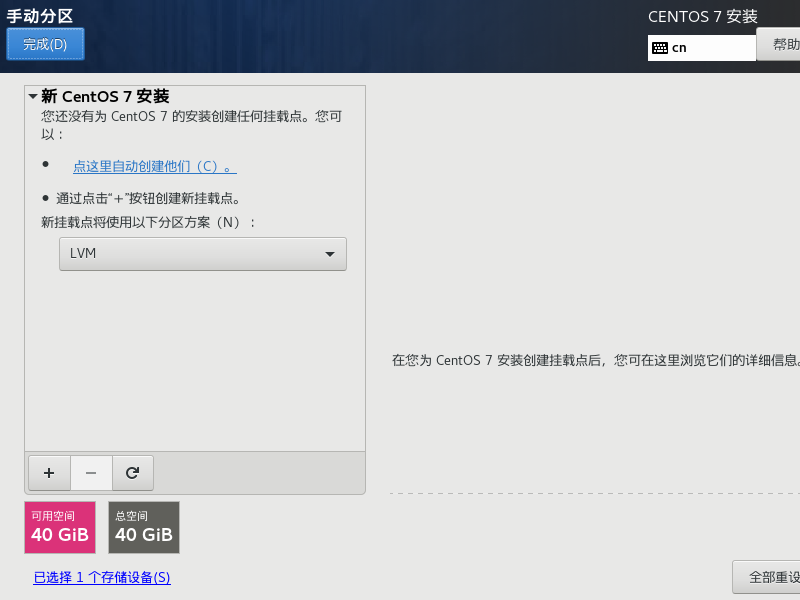 手动分区
CENTOS 7 安装
完成(D)
cn
帮助
新 CentOS 7 安装
您还没有为 CentOS 7 的安装创建任何挂载点。您可
以：
点这里自动创建他们（C）。
通过点击“+”按钮创建新挂载点。
新挂载点将使用以下分区方案（N）：
LVM
在您为 CentOS 7 安装创建挂载点后，您可在这里浏览它们的详细信息。
+ −
可用空间
40 GiB
总空间
40 GiB
已选择 1 个存储设备(S)
全部重设